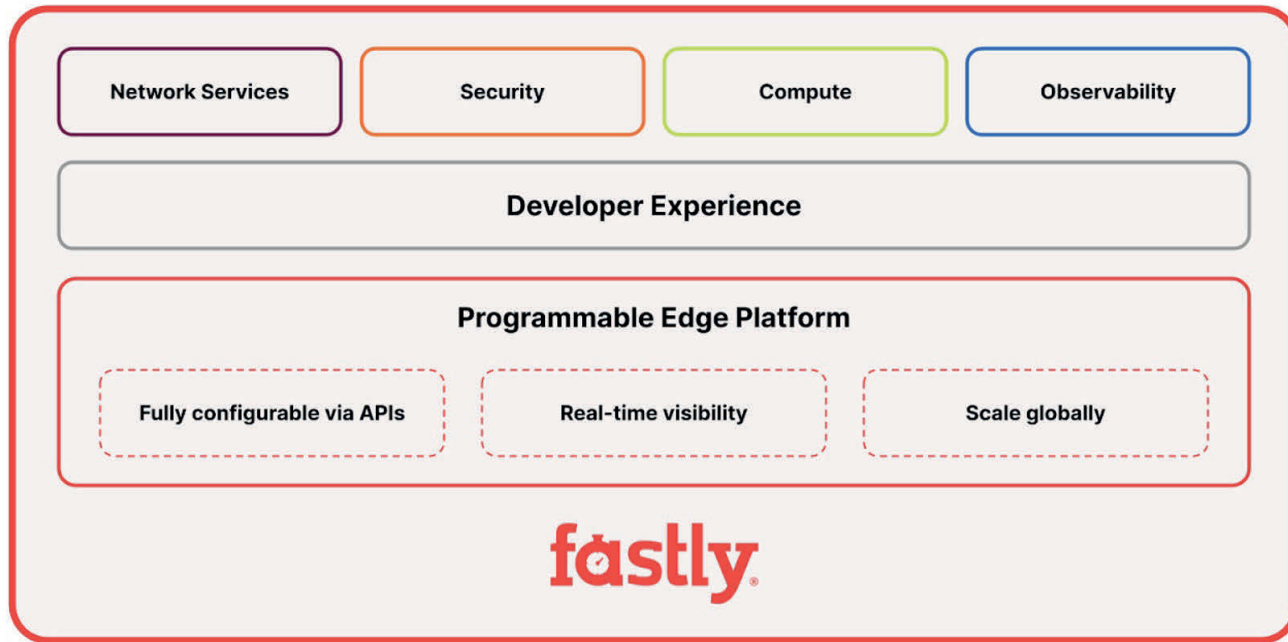 Network Services
Security
Compute
Observability
Developer Experience
Programmable Edge Platform
Fully configurable via APIs
Real-time visibility
Scale globally
fastly®